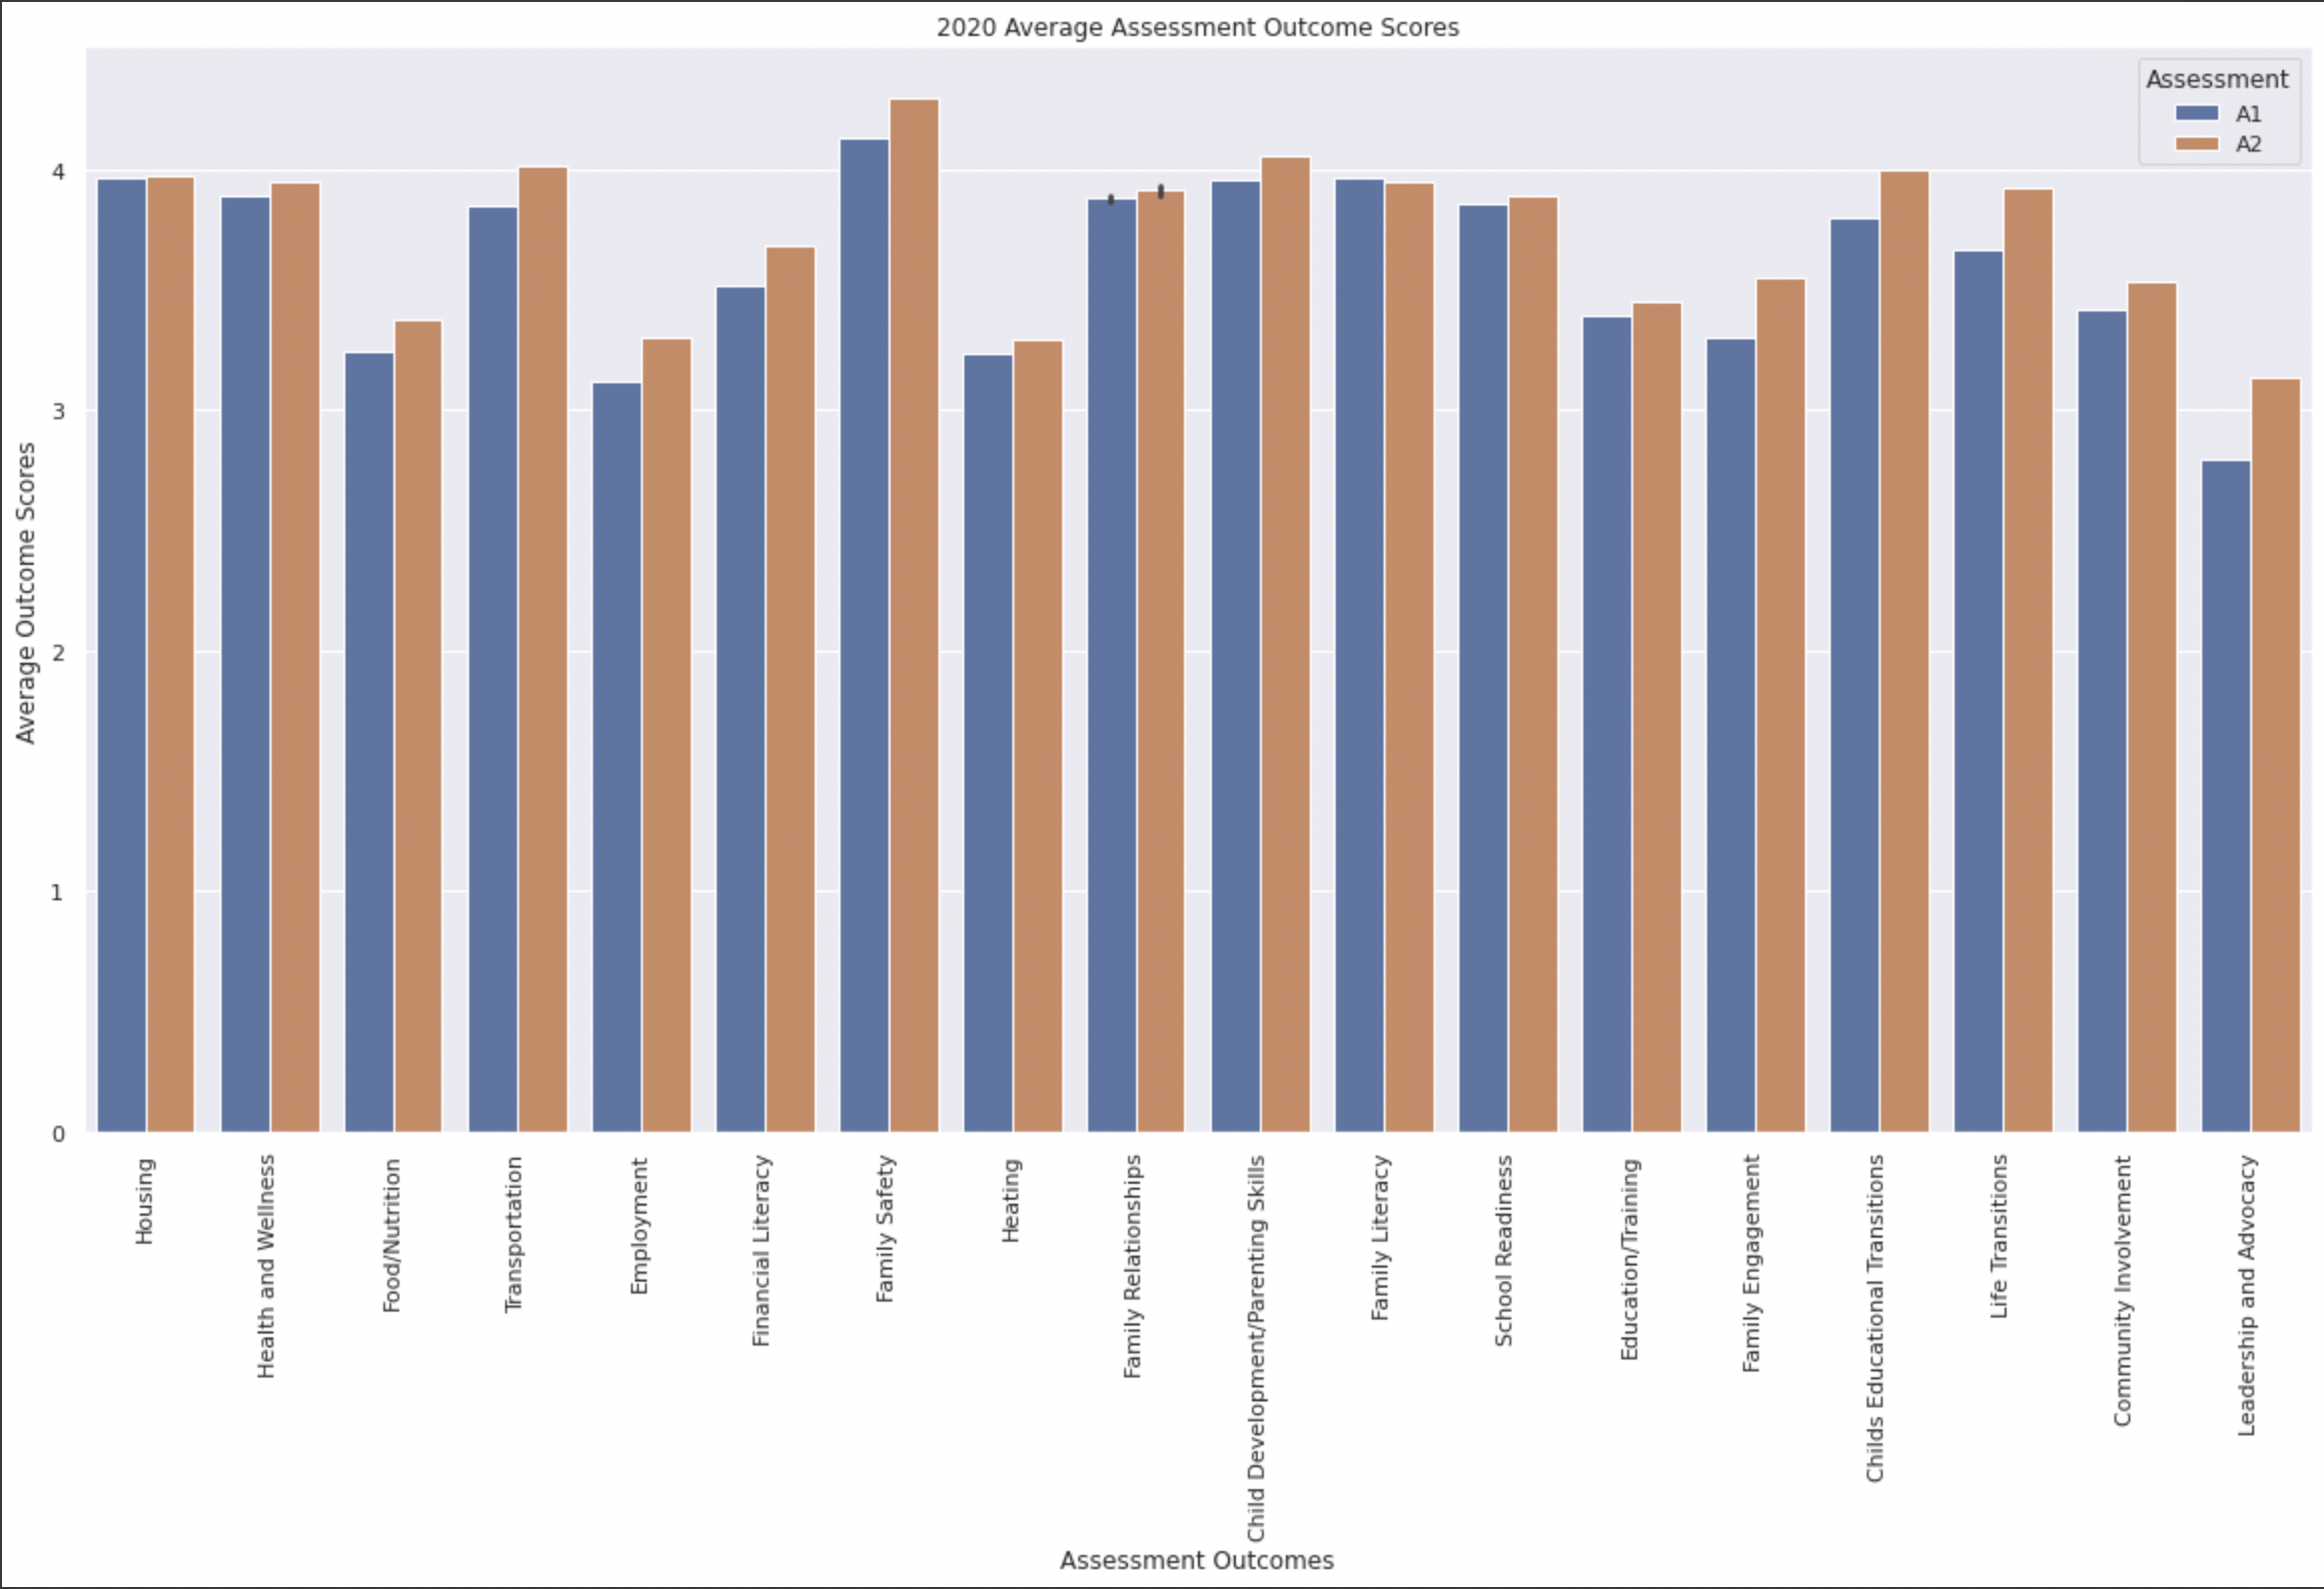 2020 Average Assessment Outcome Scores
Assessment
A1
A2
Average Outcome Scores
4
3
2
1
0
Housing
Health and Wellness
Food/Nutrition
Transportation
Employment
Financial Literacy
Family Safety
Heating
Family Relationships
Child Development/Parenting Skills
Family Literacy
School Readiness
Education/Training
Family Engagement
Childs Educational Transitions
Life Transitions
Community Involvement
Leadership and Advocacy
Assessment Outcomes